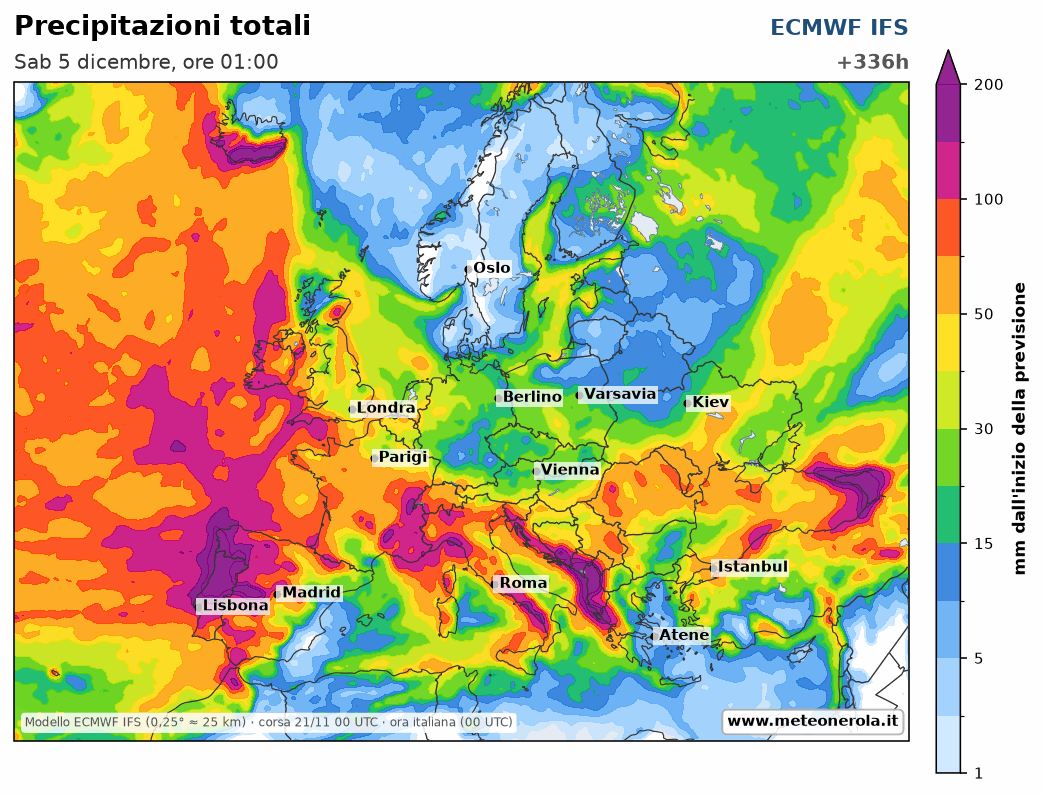 Precipitazioni totali
ECMWF IFS
Sab 5 dicembre, ore 01:00
+336h
200
100
50
30
15
5
1
mm dall'inizio della previsione
Oslo
Berlino
Varsavia
Kiev
Londra
Parigi
Vienna
Istanbul
Roma
Madrid
Lisbona
Atene
Modello ECMWF IFS (0,25° ≈ 25 km) · corsa 21/11 00 UTC · ora italiana (00 UTC)
www.meteonerola.it